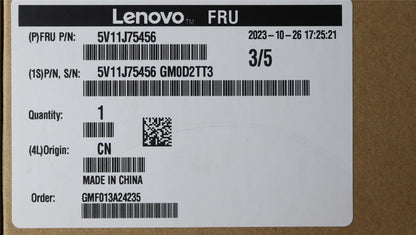 Lenovo™ FRU
(P)FRU P/N: 5V11J75456 2023-10-26 17:25:21
3/5
(1S)P/N, S/N: 5V11J75456 GM0D2TT3
Quantity: 1
(4L)Origin: CN
MADE IN CHINA
Order: GMF013A24235